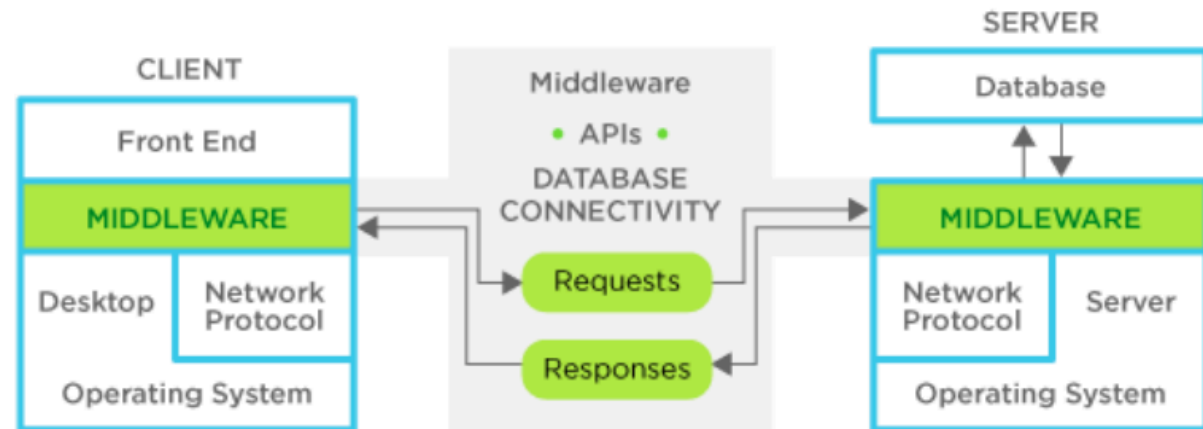 CLIENT
Front End
MIDDLEWARE
Desktop
Network
Protocol
Operating System
Middleware
• APIs •
DATABASE
CONNECTIVITY
Requests
Responses
SERVER
Database
MIDDLEWARE
Network
Protocol
Server
Operating System